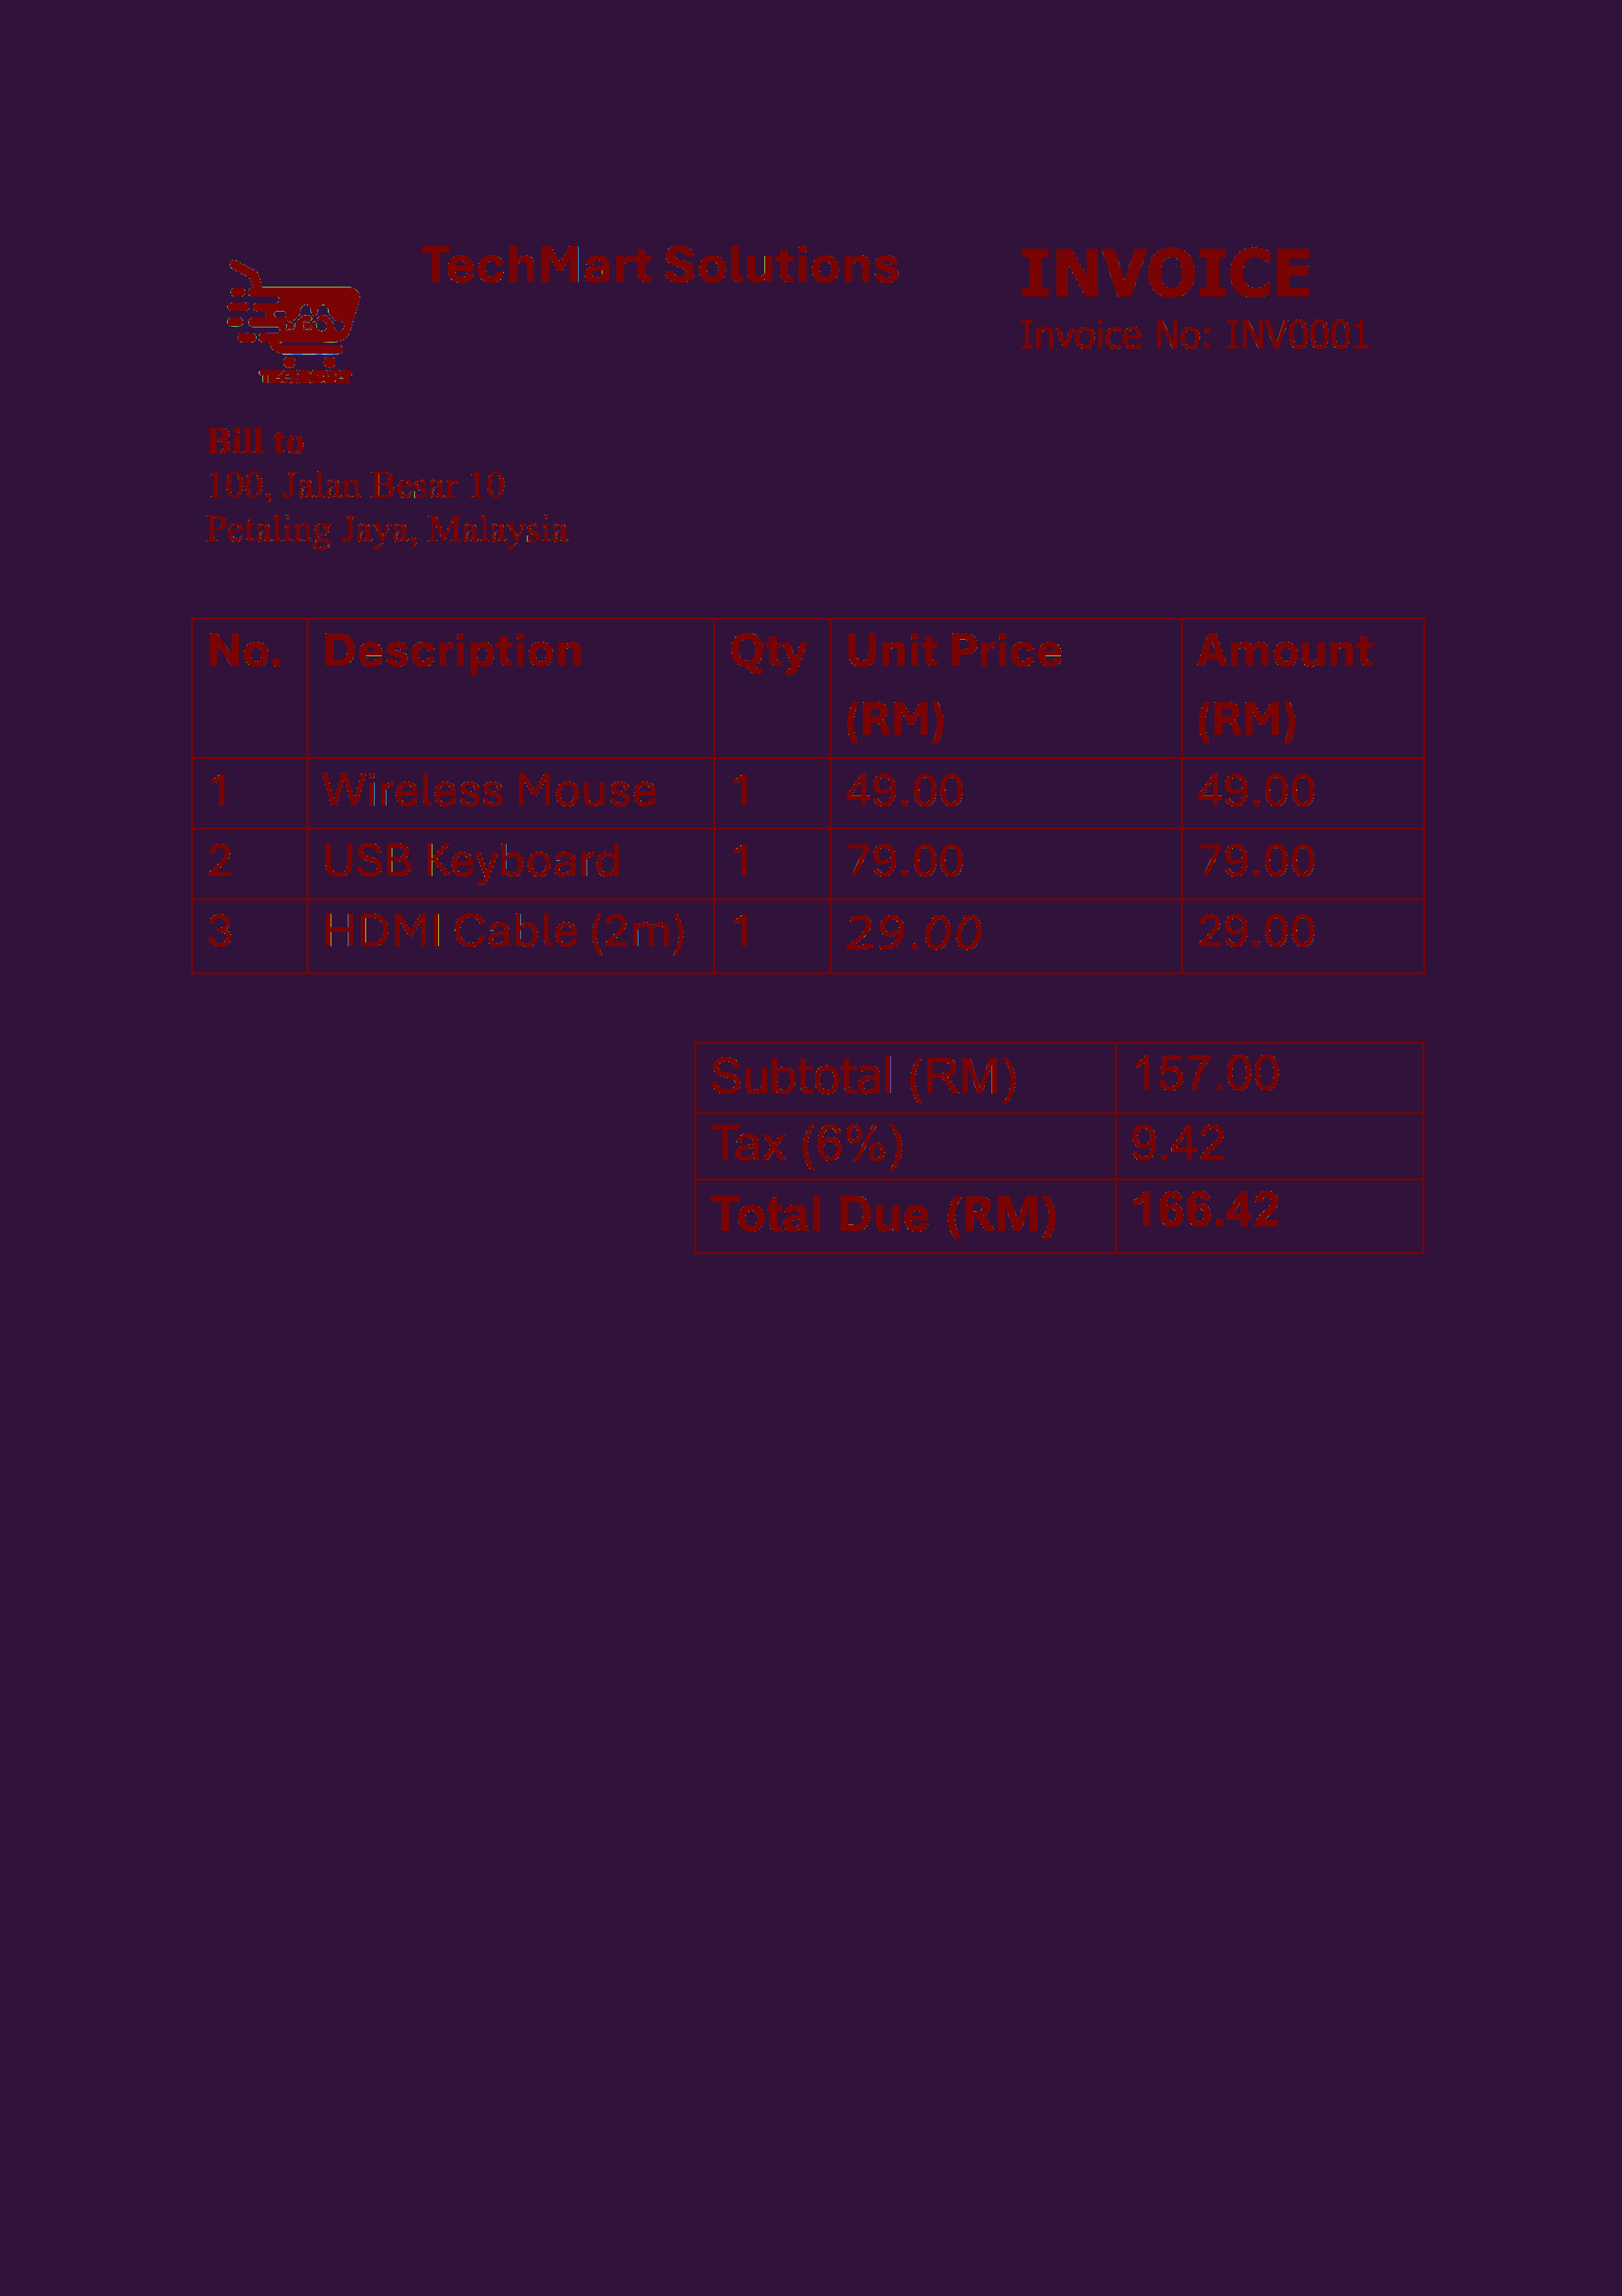 TechMart Solutions
INVOICE
Invoice No: INV0001
TECHMART
Bill to
100, Jalan Besar 10
Petaling Jaya, Malaysia
No. Description Qty Unit Price (RM) Amount (RM)
1 Wireless Mouse 1 49.00 49.00
2 USB Keyboard 1 79.00 79.00
3 HDMI Cable (2m) 1 29.00 29.00
Subtotal (RM) 157.00
Tax (6%) 9.42
Total Due (RM) 166.42